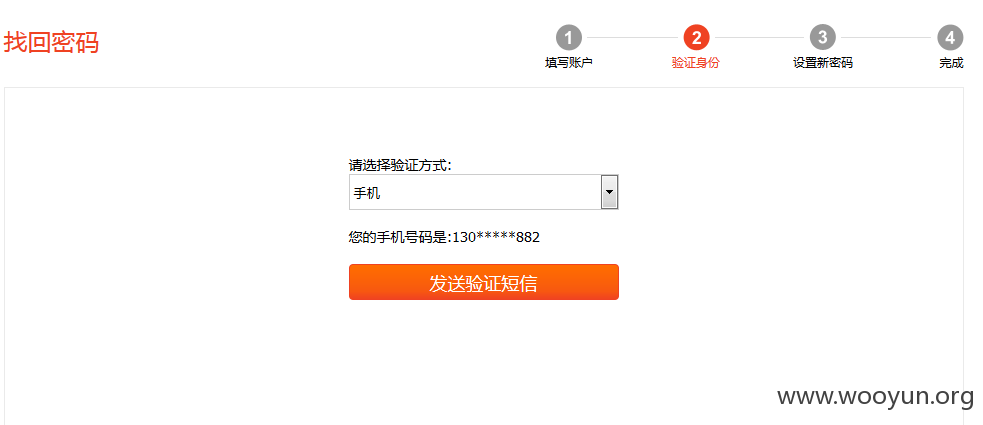 找回密码
1 2 3 4
填写账户 验证身份 设置新密码 完成
请选择验证方式:
手机
您的手机号码是:130*****882
发送验证短信
www.wooyun.org